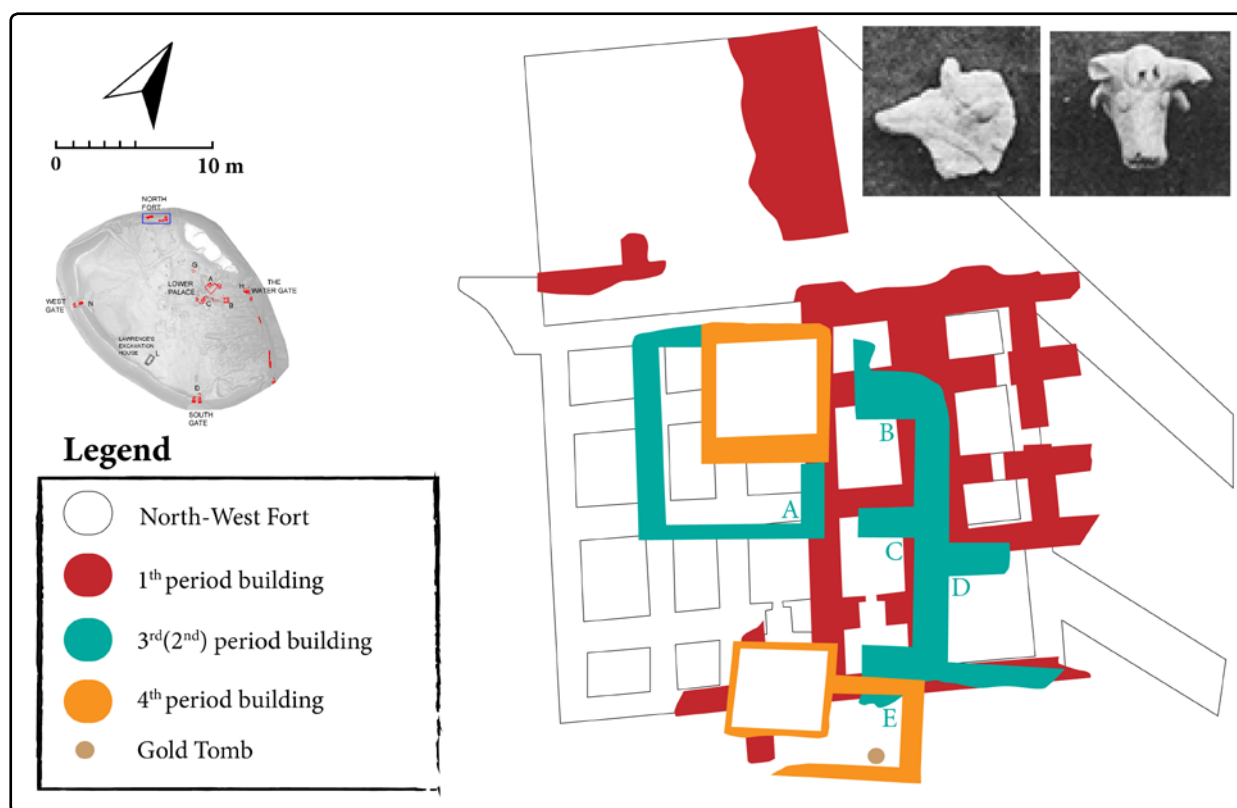 0
10 m
NORTH
FORT
G
A
LOWER
PALACE
C
B
H
THE
WATER GATE
WEST
GATE
N
LAWRENCE'S
EXCAVATION
HOUSE
L
D
SOUTH
GATE
Legend
North-West Fort
1th period building
3rd(2nd) period building
4th period building
Gold Tomb
B
A
C
D
E